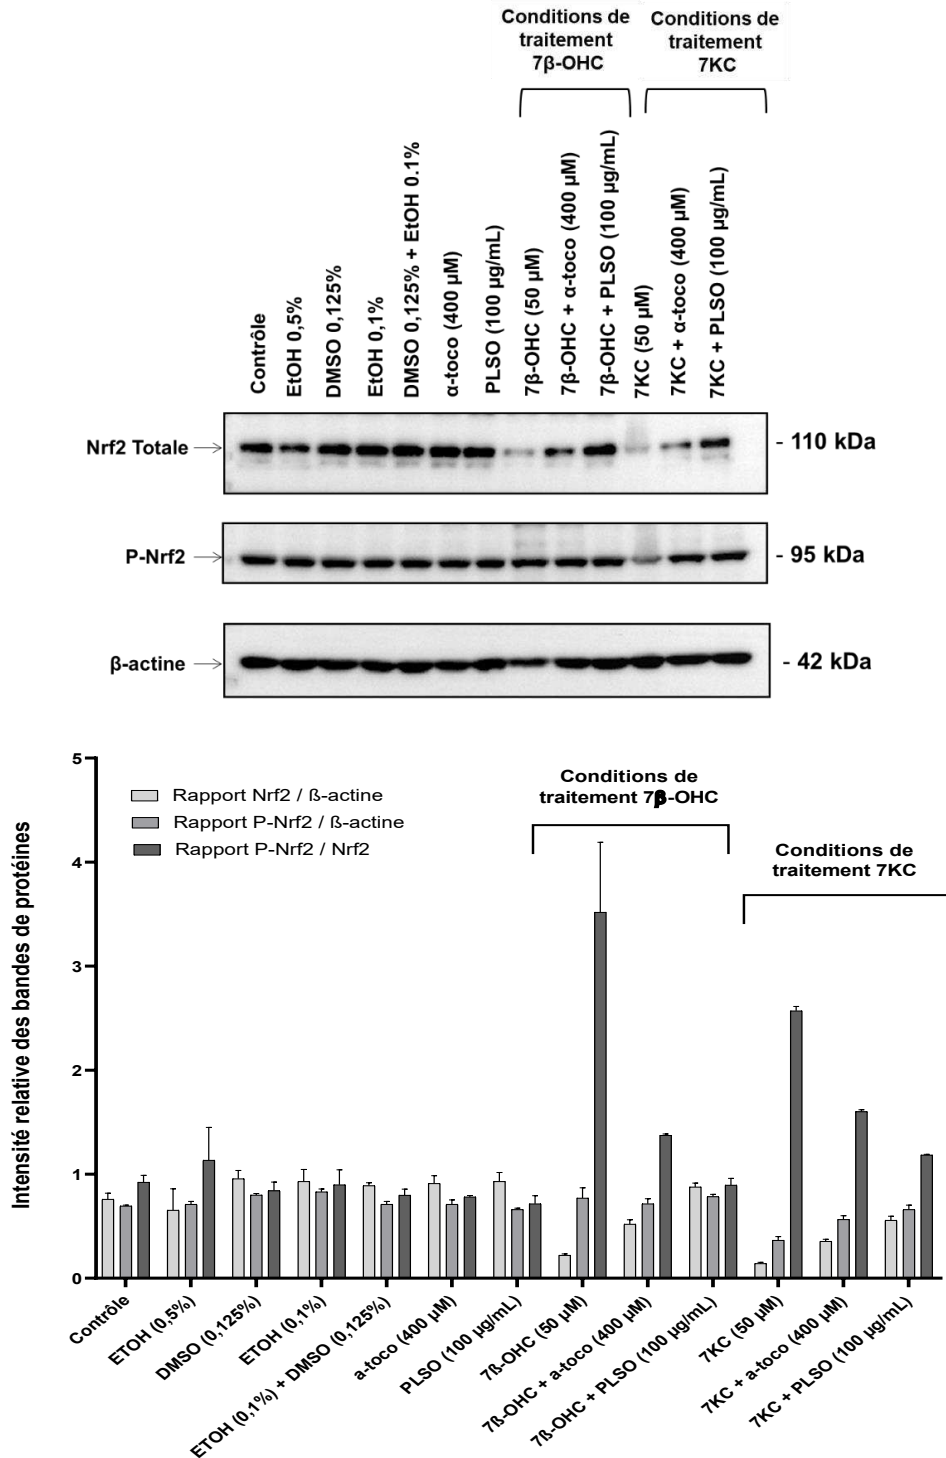 Conditions de
traitement
7β-OHC
Conditions de
traitement
7KC
Contrôle
EtOH 0,5%
DMSO 0,125%
EtOH 0,1%
DMSO 0,125% + EtOH 0.1%
α-toco (400 µM)
PLSO (100 µg/mL)
7β-OHC (50 µM)
7β-OHC + α-toco (400 µM)
7β-OHC + PLSO (100 µg/mL)
7KC (50 µM)
7KC + α-toco (400 µM)
7KC + PLSO (100 µg/mL)
Nrf2 Totale
- 110 kDa
P-Nrf2
- 95 kDa
β-actine
- 42 kDa
Intensité relative des bandes de protéines
5
4
3
2
1
0
Rapport Nrf2 / ß-actine
Rapport P-Nrf2 / ß-actine
Rapport P-Nrf2 / Nrf2
Conditions de
traitement 7β-OHC
Conditions de
traitement 7KC
Contrôle
ETOH (0,5%)
DMSO (0,125%)
ETOH (0,1%)
ETOH (0,1%) + DMSO (0,125%)
a-toco (400 µM)
PLSO (100 µg/mL)
7ß-OHC (50 µM)
7ß-OHC + a-toco (400 µM)
7ß-OHC + PLSO (100 µg/mL)
7KC (50 µM)
7KC + a-toco (400 µM)
7KC + PLSO (100 µg/mL)